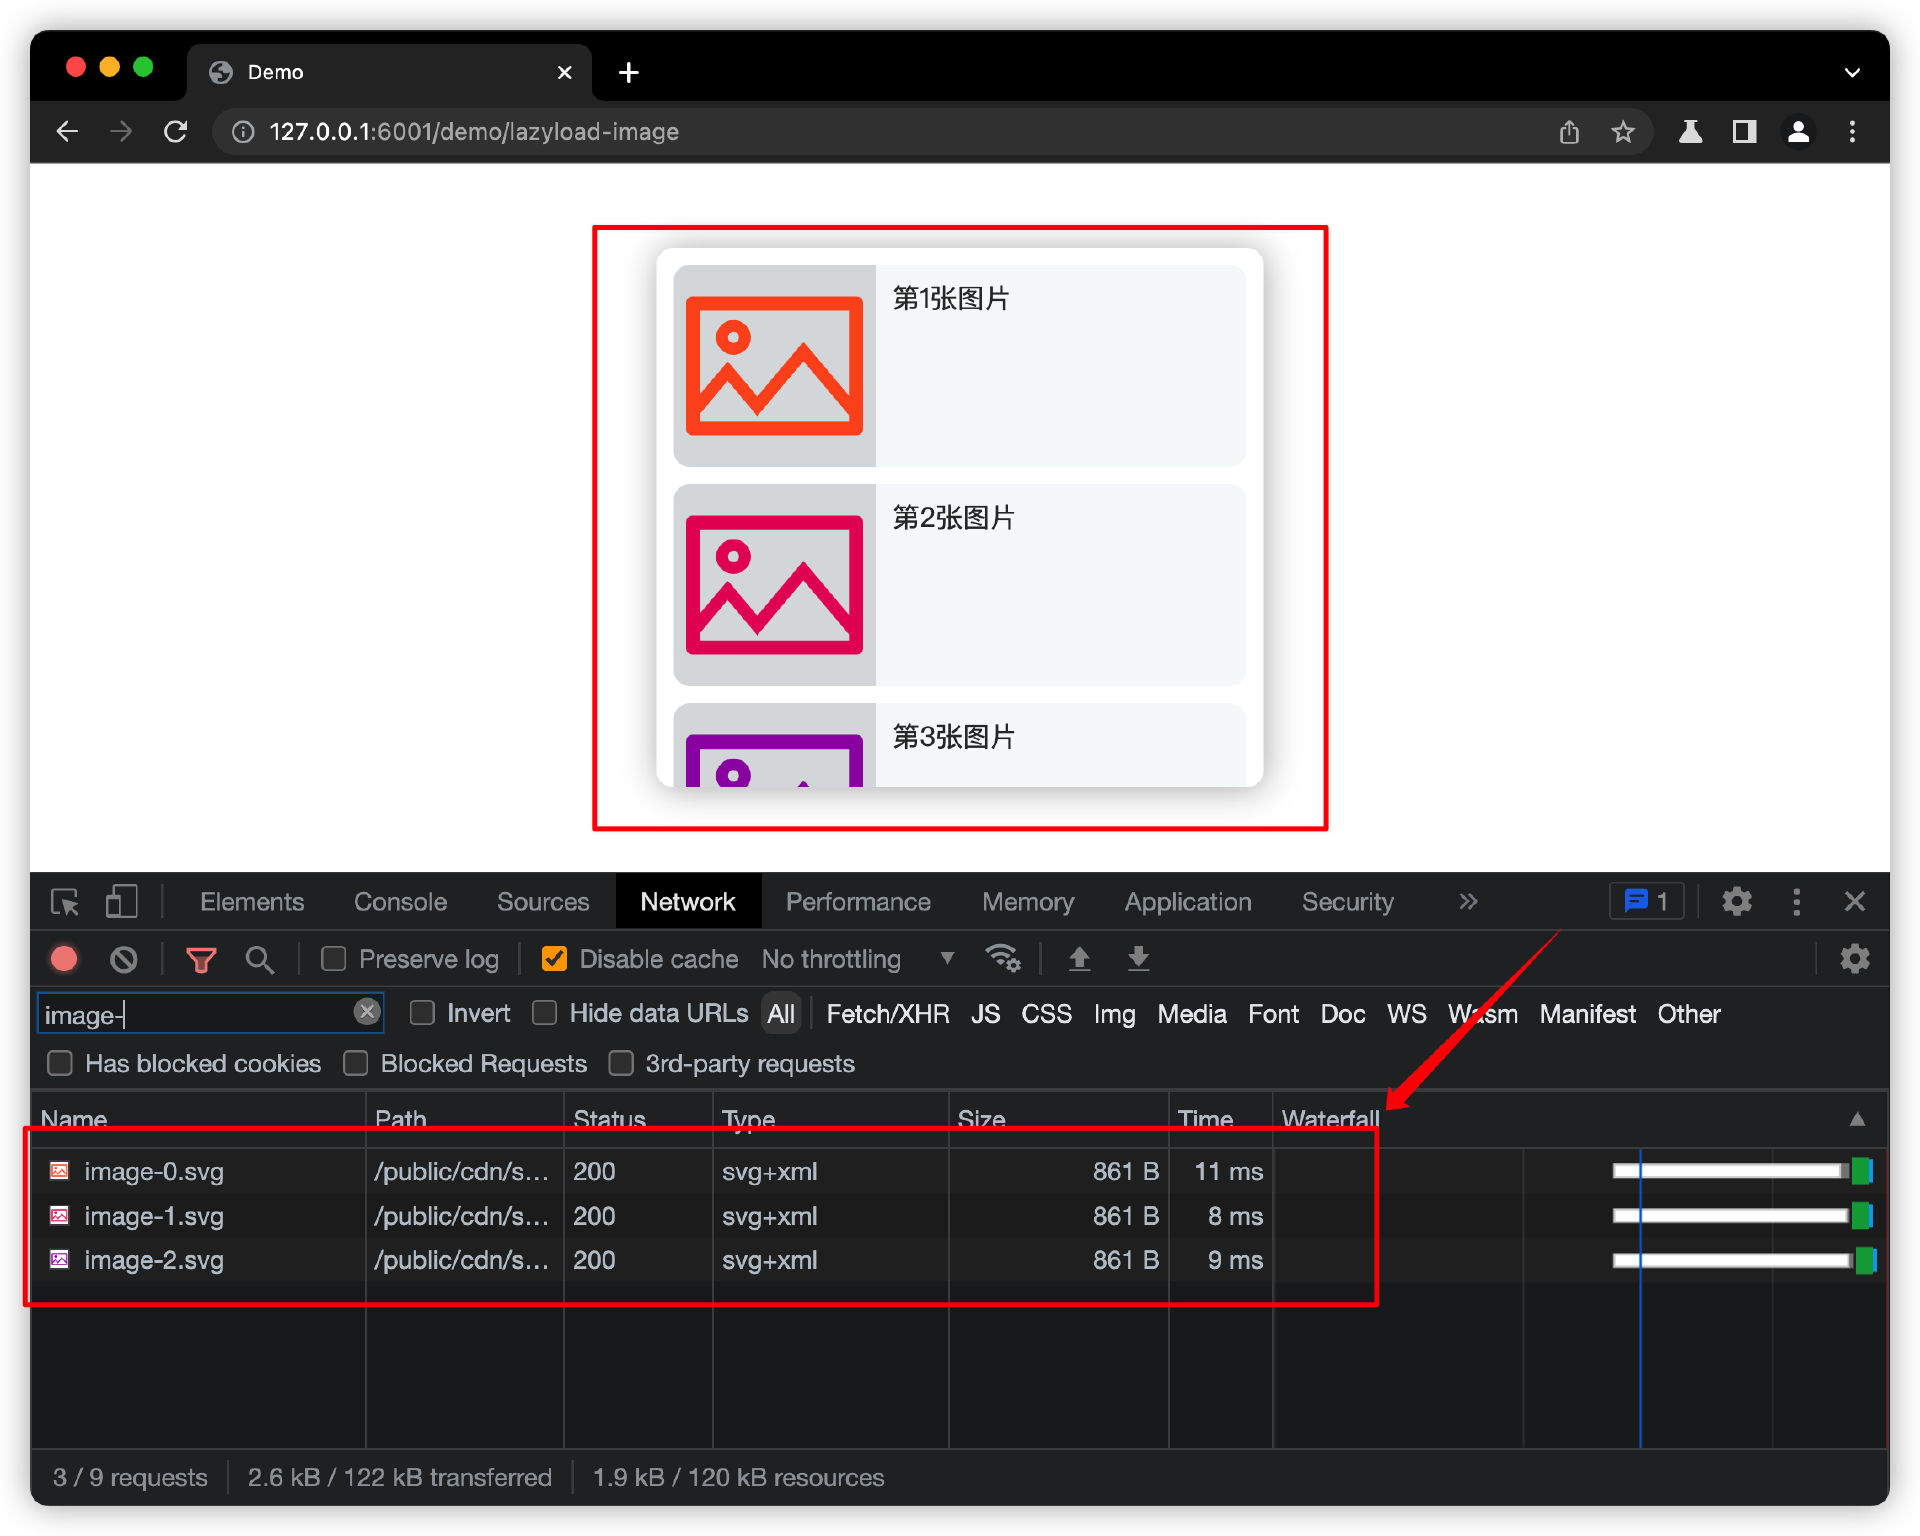 Demo
127.0.0.1:6001/demo/lazyload-image
第1张图片
第2张图片
第3张图片
Elements Console Sources Network Performance Memory Application Security » 1
Preserve log Disable cache No throttling
image- Invert Hide data URLs All Fetch/XHR JS CSS Img Media Font Doc WS Wasm Manifest Other
Has blocked cookies Blocked Requests 3rd-party requests
Name Path Status Type Size Time Waterfall
image-0.svg /public/cdn/s... 200 svg+xml 861 B 11 ms
image-1.svg /public/cdn/s... 200 svg+xml 861 B 8 ms
image-2.svg /public/cdn/s... 200 svg+xml 861 B 9 ms
3 / 9 requests 2.6 kB / 122 kB transferred 1.9 kB / 120 kB resources